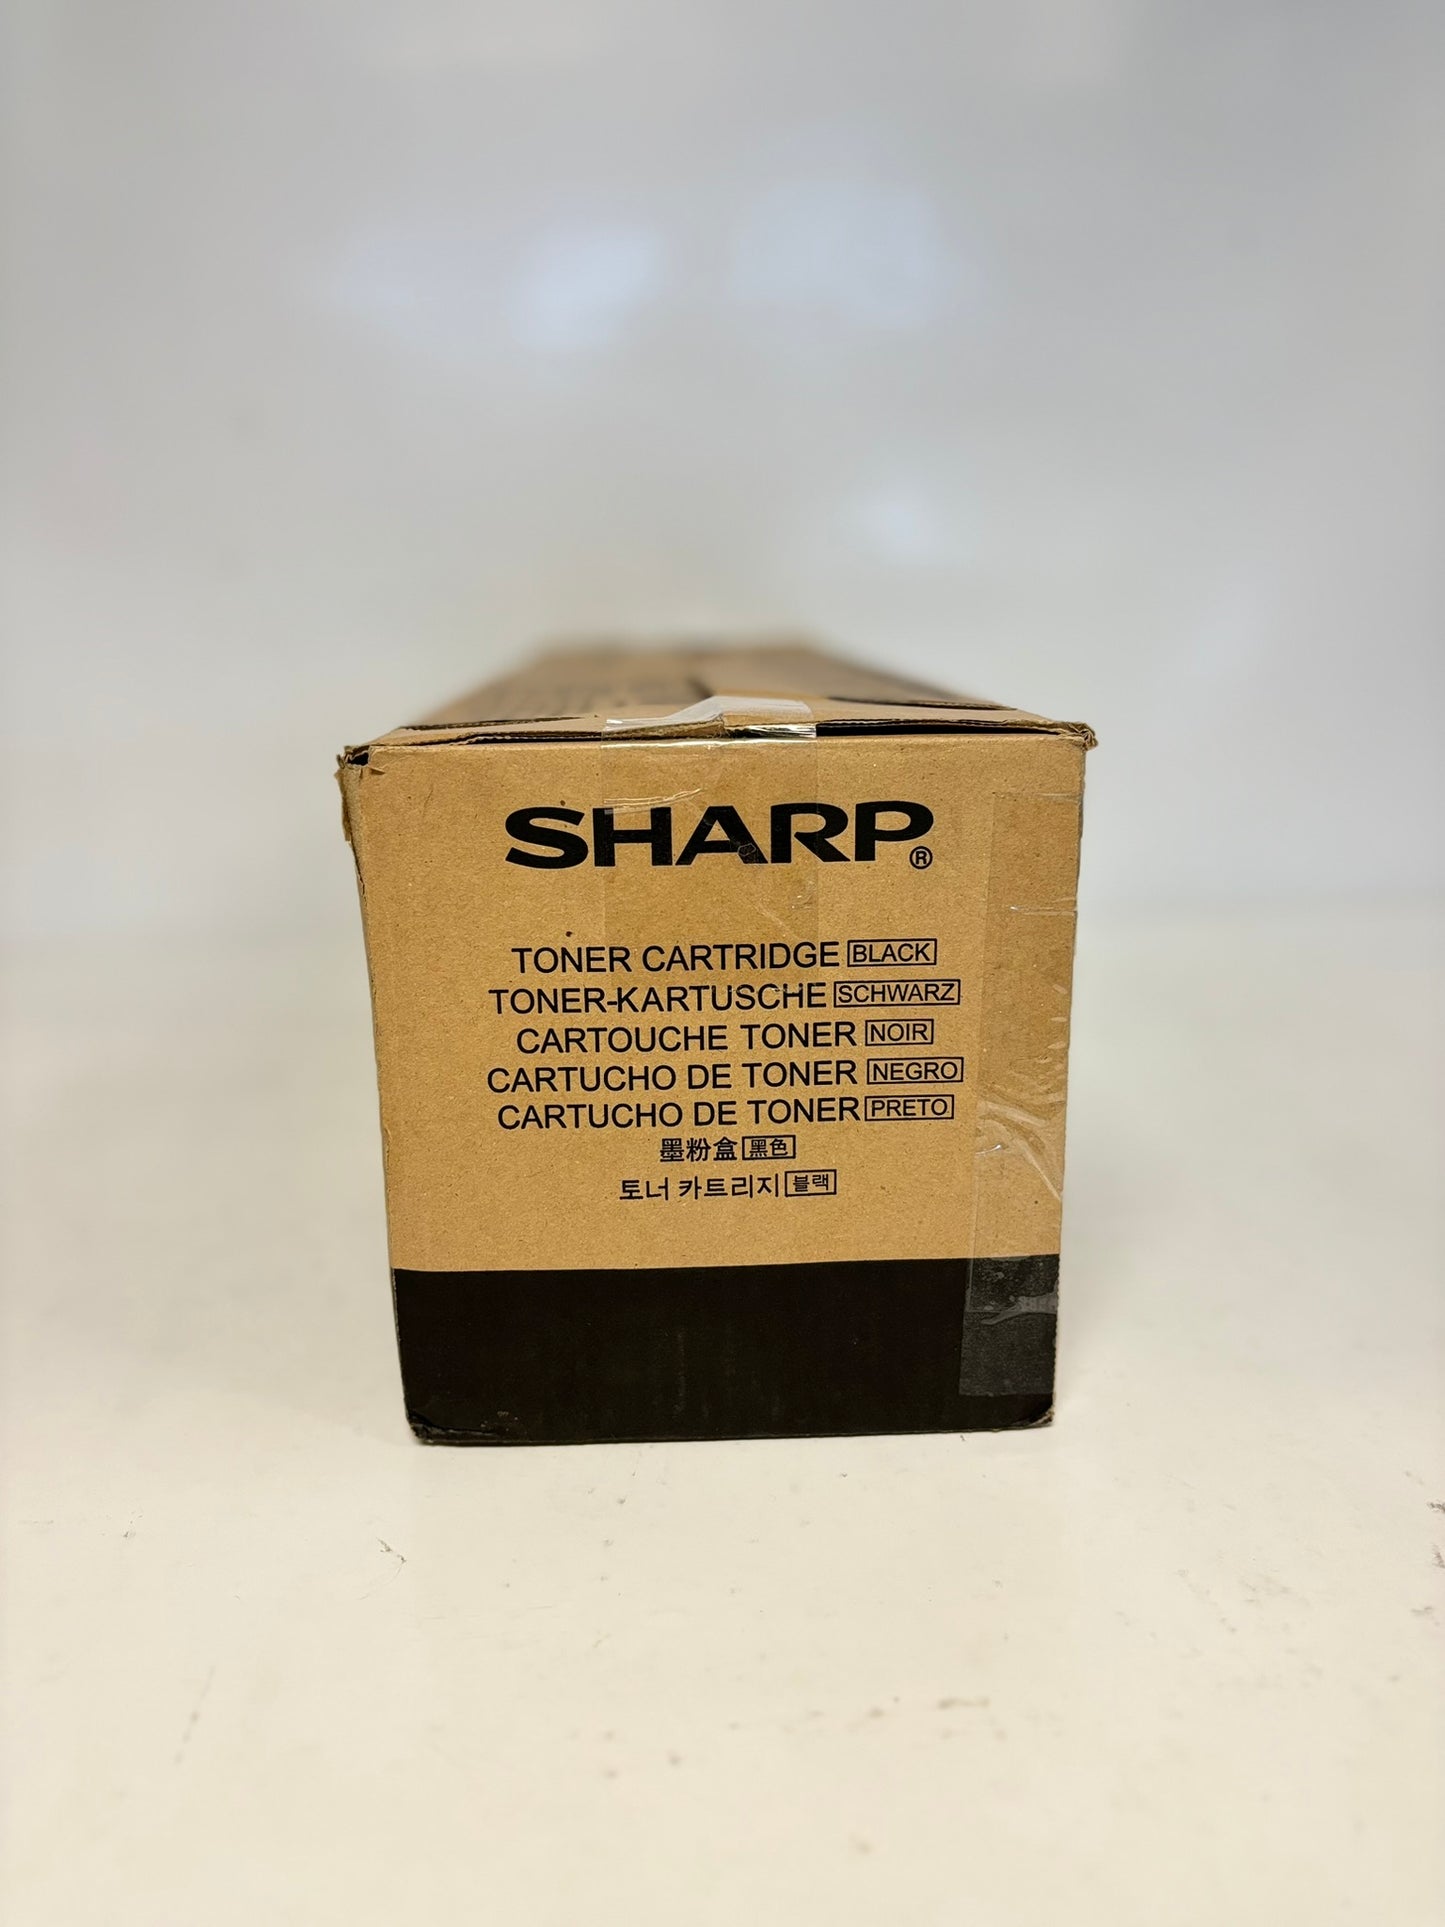 SHARP®
TONER CARTRIDGE BLACK
TONER-KARTUSCHE SCHWARZ
CARTOUCHE TONER NOIR
CARTUCHO DE TONER NEGRO
CARTUCHO DE TONER PRETO
墨粉盒 黑色
토너 카트리지 블랙